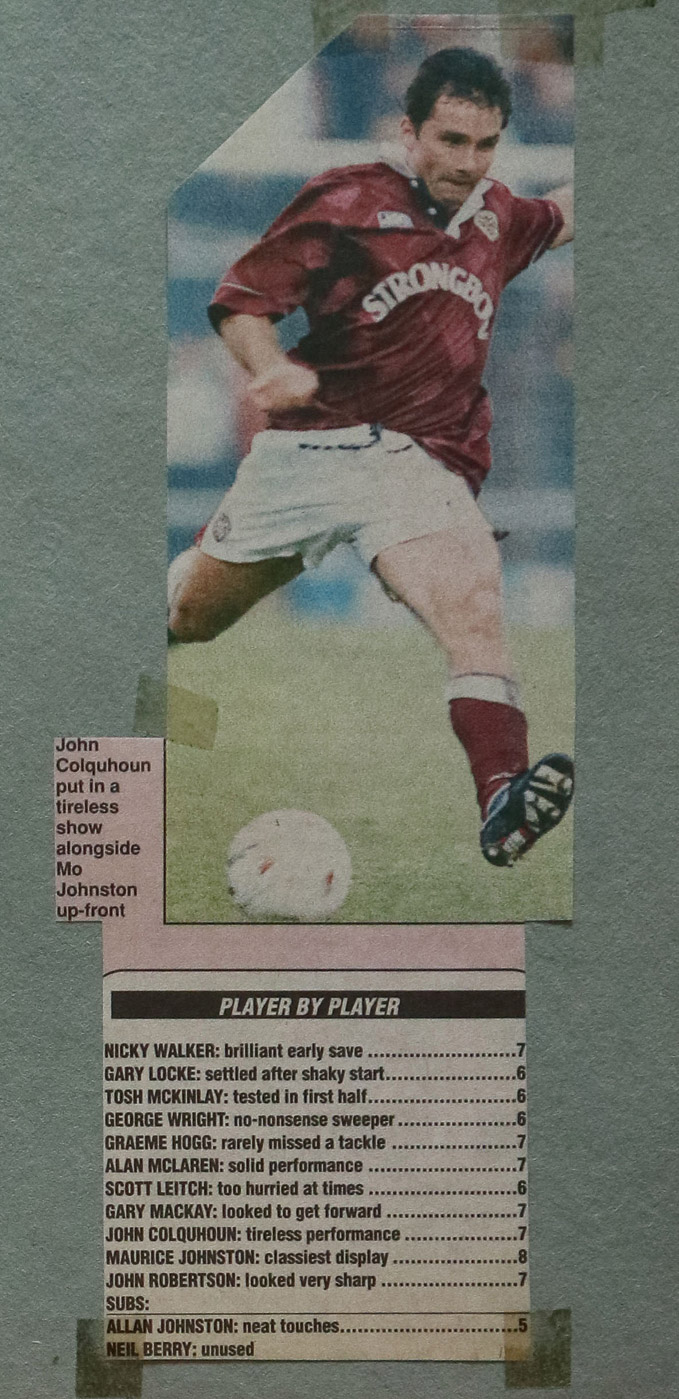 STRONGBO
John
Colquhoun
put in a
tireless
show
alongside
Mo
Johnston
up-front
PLAYER BY PLAYER
NICKY WALKER: brilliant early save ..........................7
GARY LOCKE: settled after shaky start.......................6
TOSH MCKINLAY: tested in first half..........................6
GEORGE WRIGHT: no-nonsense sweeper .....................6
GRAEME HOGG: rarely missed a tackle ......................7
ALAN MCLAREN: solid performance ..........................7
SCOTT LEITCH: too hurried at times ..........................6
GARY MACKAY: looked to get forward .......................7
JOHN COLQUHOUN: tireless performance ....................7
MAURICE JOHNSTON: classiest display ......................8
JOHN ROBERTSON: looked very sharp ........................7
SUBS:
ALLAN JOHNSTON: neat touches...............................5
NEIL BERRY: unused